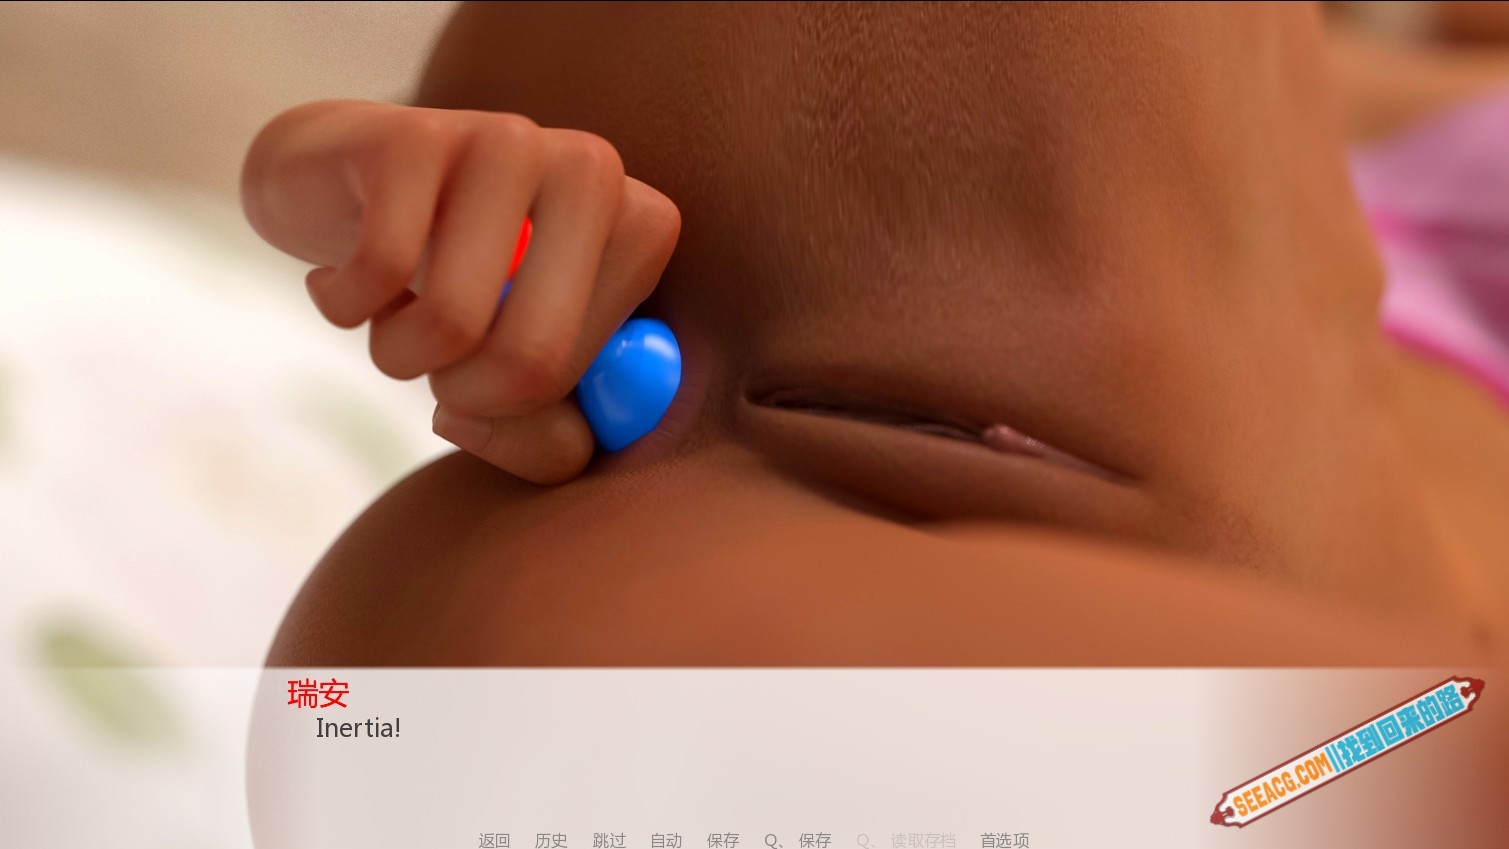 瑞安
Inertia!
SEEACG.COM//找到回来的路
返回 历史 跳过 自动 保存 Q、保存 Q、读取存档 首选项